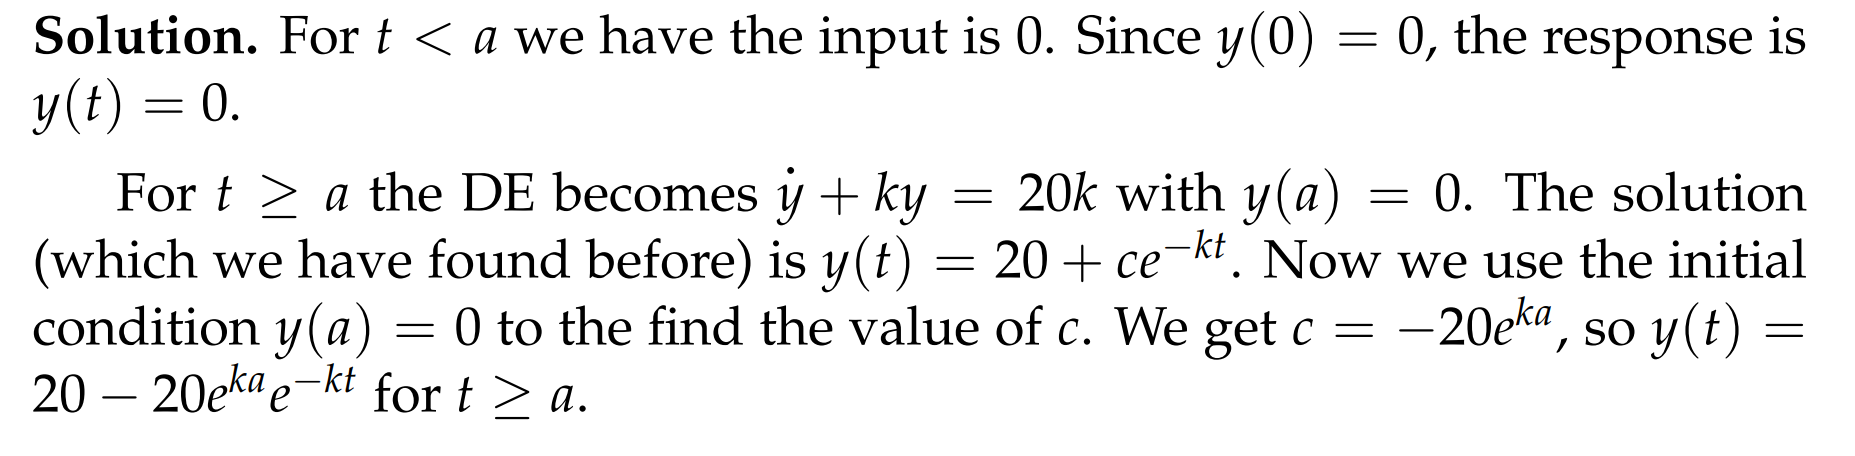 Solution. For t < a we have the input is 0. Since y(0) = 0, the response is
y(t) = 0.
For t ≥ a the DE becomes ẏ + ky = 20k with y(a) = 0. The solution
(which we have found before) is y(t) = 20 + ce^{−kt}. Now we use the initial
condition y(a) = 0 to the find the value of c. We get c = −20e^{ka}, so y(t) =
20 − 20e^{ka}e^{−kt} for t ≥ a.